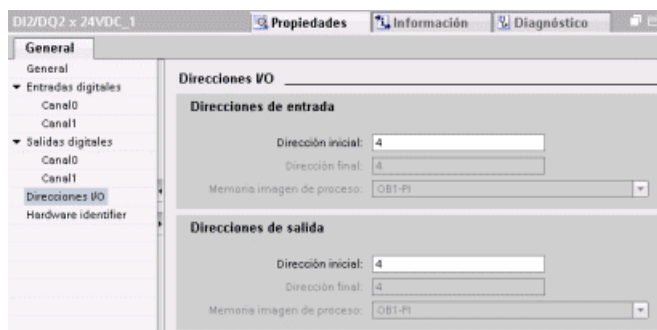 DI2/DQ2 x 24VDC_1
Propiedades
Información
Diagnóstico
General
General
Entradas digitales
Canal0
Canal1
Salidas digitales
Canal0
Canal1
Direcciones I/O
Hardware identifier
Direcciones I/O
Direcciones de entrada
Dirección inicial: 4
Dirección final: 4
Memoria imagen de proceso: OB1-PI
Direcciones de salida
Dirección inicial: 4
Dirección final: 4
Memoria imagen de proceso: OB1-PI